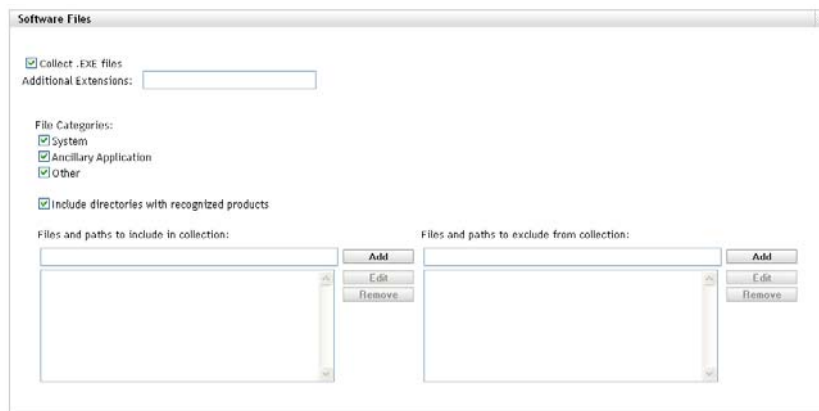 Software Files
Collect .EXE files
Additional Extensions:
File Categories:
System
Ancillary Application
Other
Include directories with recognized products
Files and paths to include in collection:
Files and paths to exclude from collection:
Add
Add
Edit
Edit
Remove
Remove